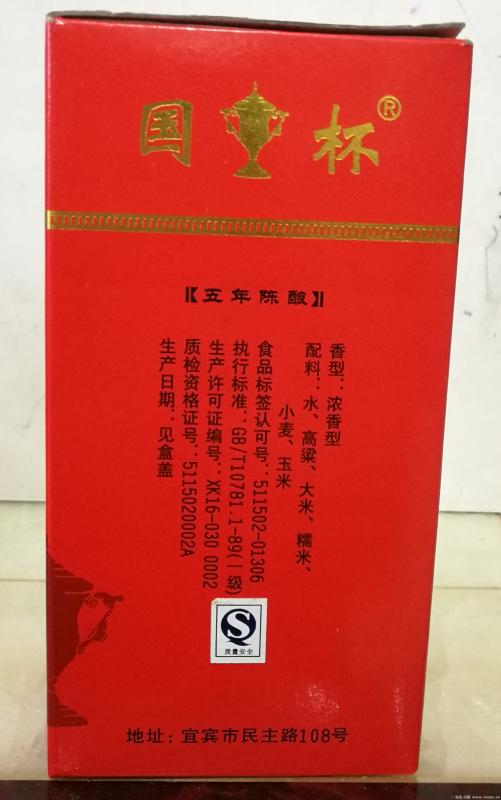 国杯®
【五年陈酿】
香型：浓香型
配料：水、高粱、大米、糯米、
小麦、玉米
食品标签认可号：511502-01306
执行标准：GB/T10781.1-89(一级)
生产许可证编号：XK16-030 0002
质检资格证号：5115020002A
生产日期：见盒盖
质量安全
地址：宜宾市民主路108号